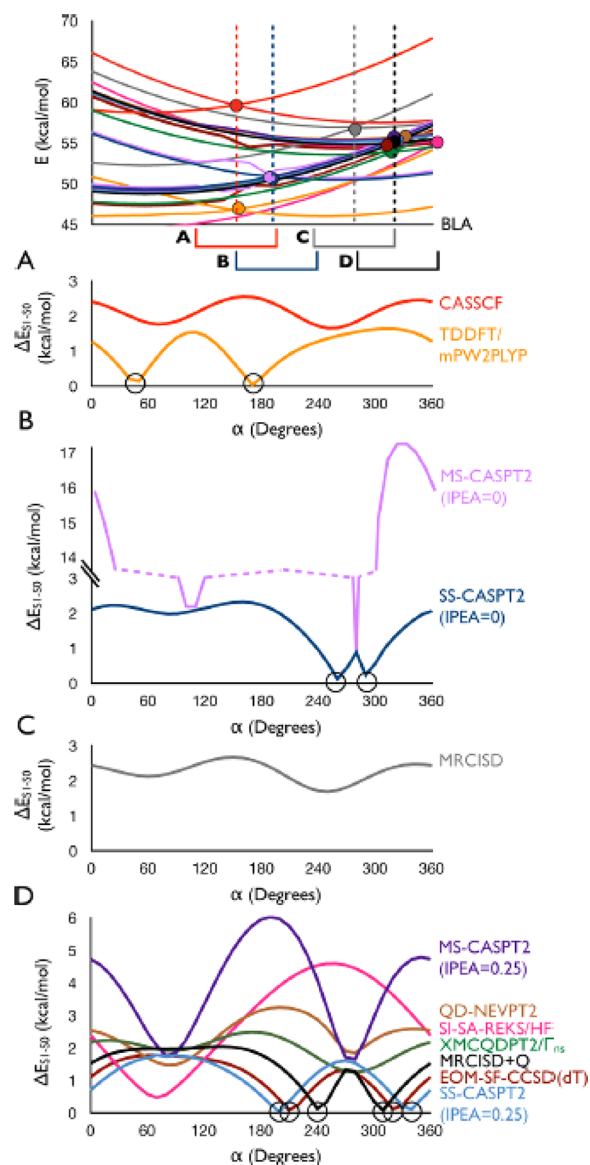 70
65
60
55
50
45
E (kcal/mol)
BLA
A
B
C
D
A
3
2
1
0
ΔE_S1-S0
(kcal/mol)
CASSCF
TDDFT/
mPW2PLYP
0 60 120 180 240 300 360
α (Degrees)
B
17
16
15
14
3
2
1
0
ΔE_S1-S0 (kcal/mol)
MS-CASPT2
(IPEA=0)
SS-CASPT2
(IPEA=0)
0 60 120 180 240 300 360
α (Degrees)
C
3
2
1
0
ΔE_S1-S0
(kcal/mol)
MRCISD
0 60 120 180 240 300 360
α (Degrees)
D
6
5
4
3
2
1
0
ΔE_S1-S0 (kcal/mol)
MS-CASPT2
(IPEA=0.25)
QD-NEVPT2
SI-SA-REKS/HF
XMCQDPT2/Γns
MRCISD+Q
EOM-SF-CCSD(dT)
SS-CASPT2
(IPEA=0.25)
0 60 120 180 240 300 360
α (Degrees)